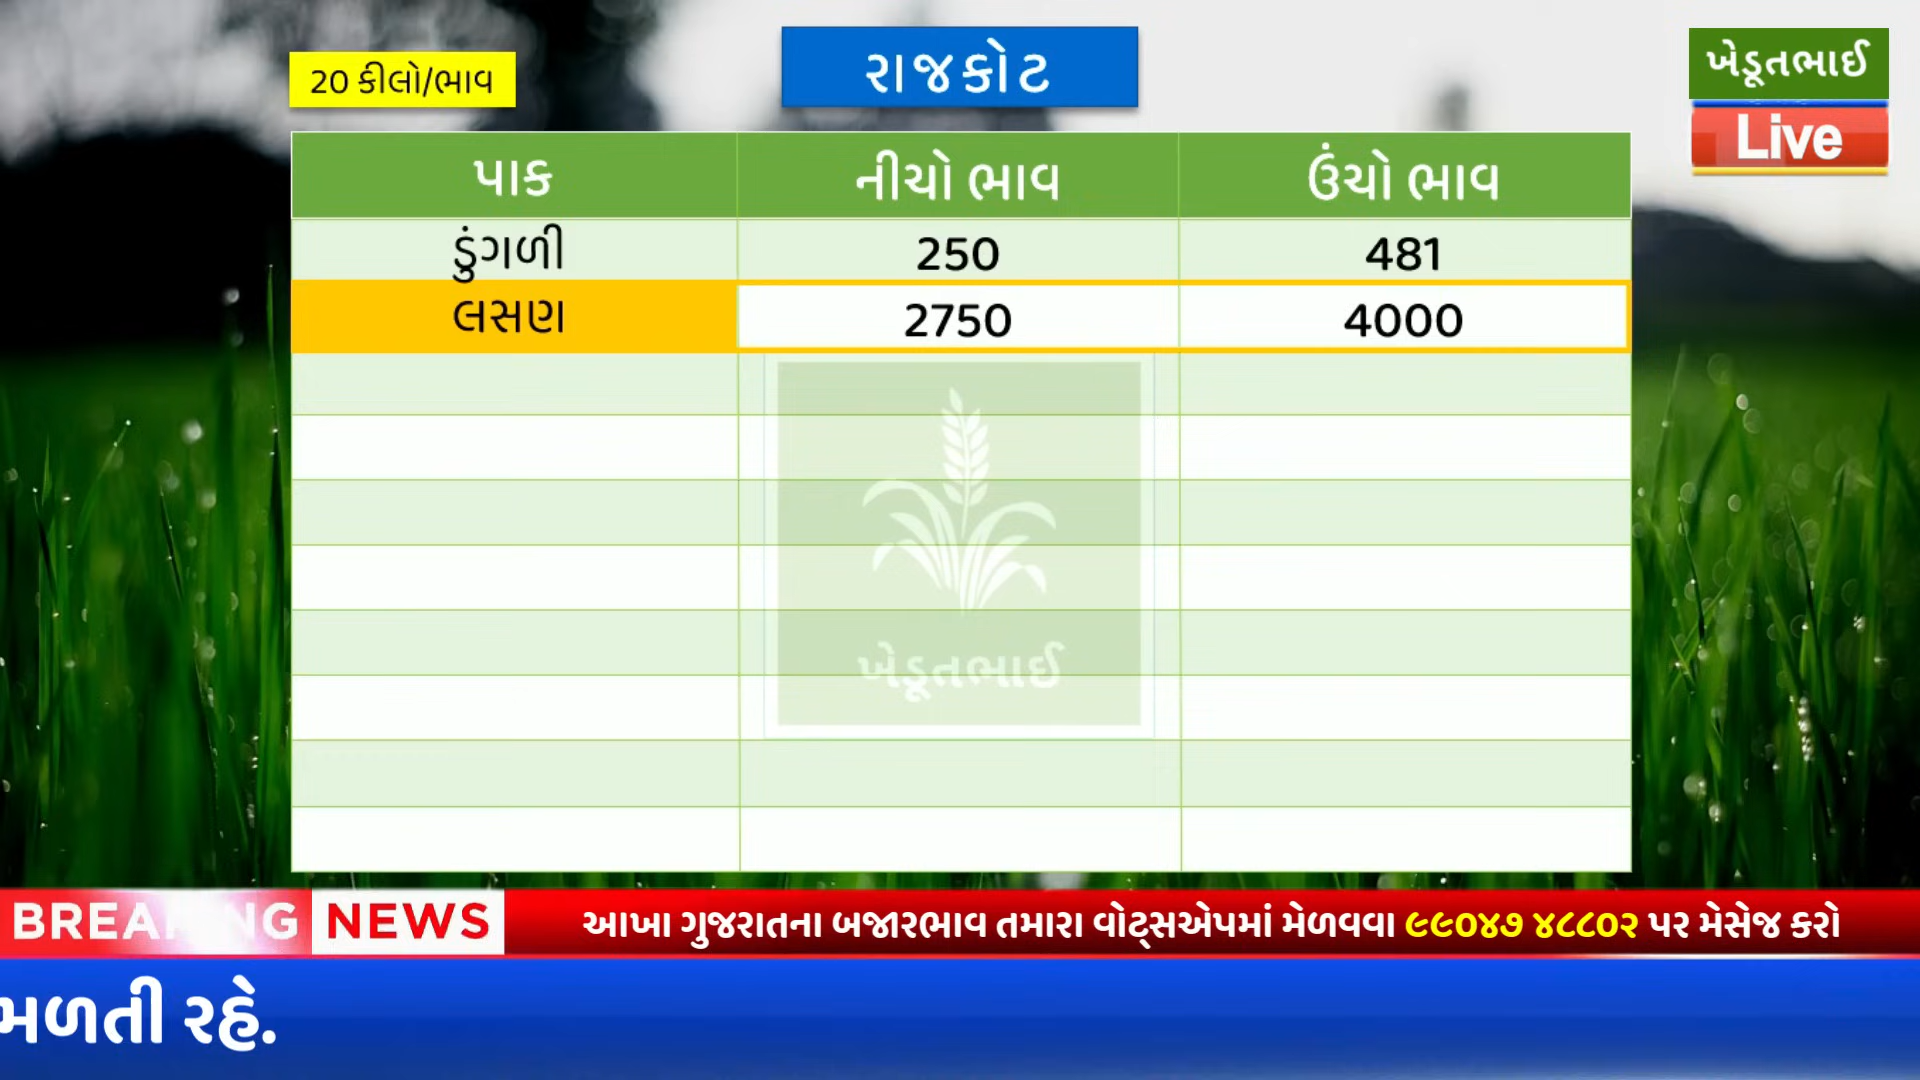 20 કીલો/ભાવ
રાજકોટ
ખેડૂતભાઈ
Live
પાક નીચો ભાવ ઉંચો ભાવ
ડુંગળી 250 481
લસણ 2750 4000
ખેડૂતભાઈ
BREAKING NEWS
આખા ગુજરાતના બજારભાવ તમારા વોટ્સએપમાં મેળવવા ૯૯૦૪૭ ૪૮૮૦૨ પર મેસેજ કરો
મળતી રહે.